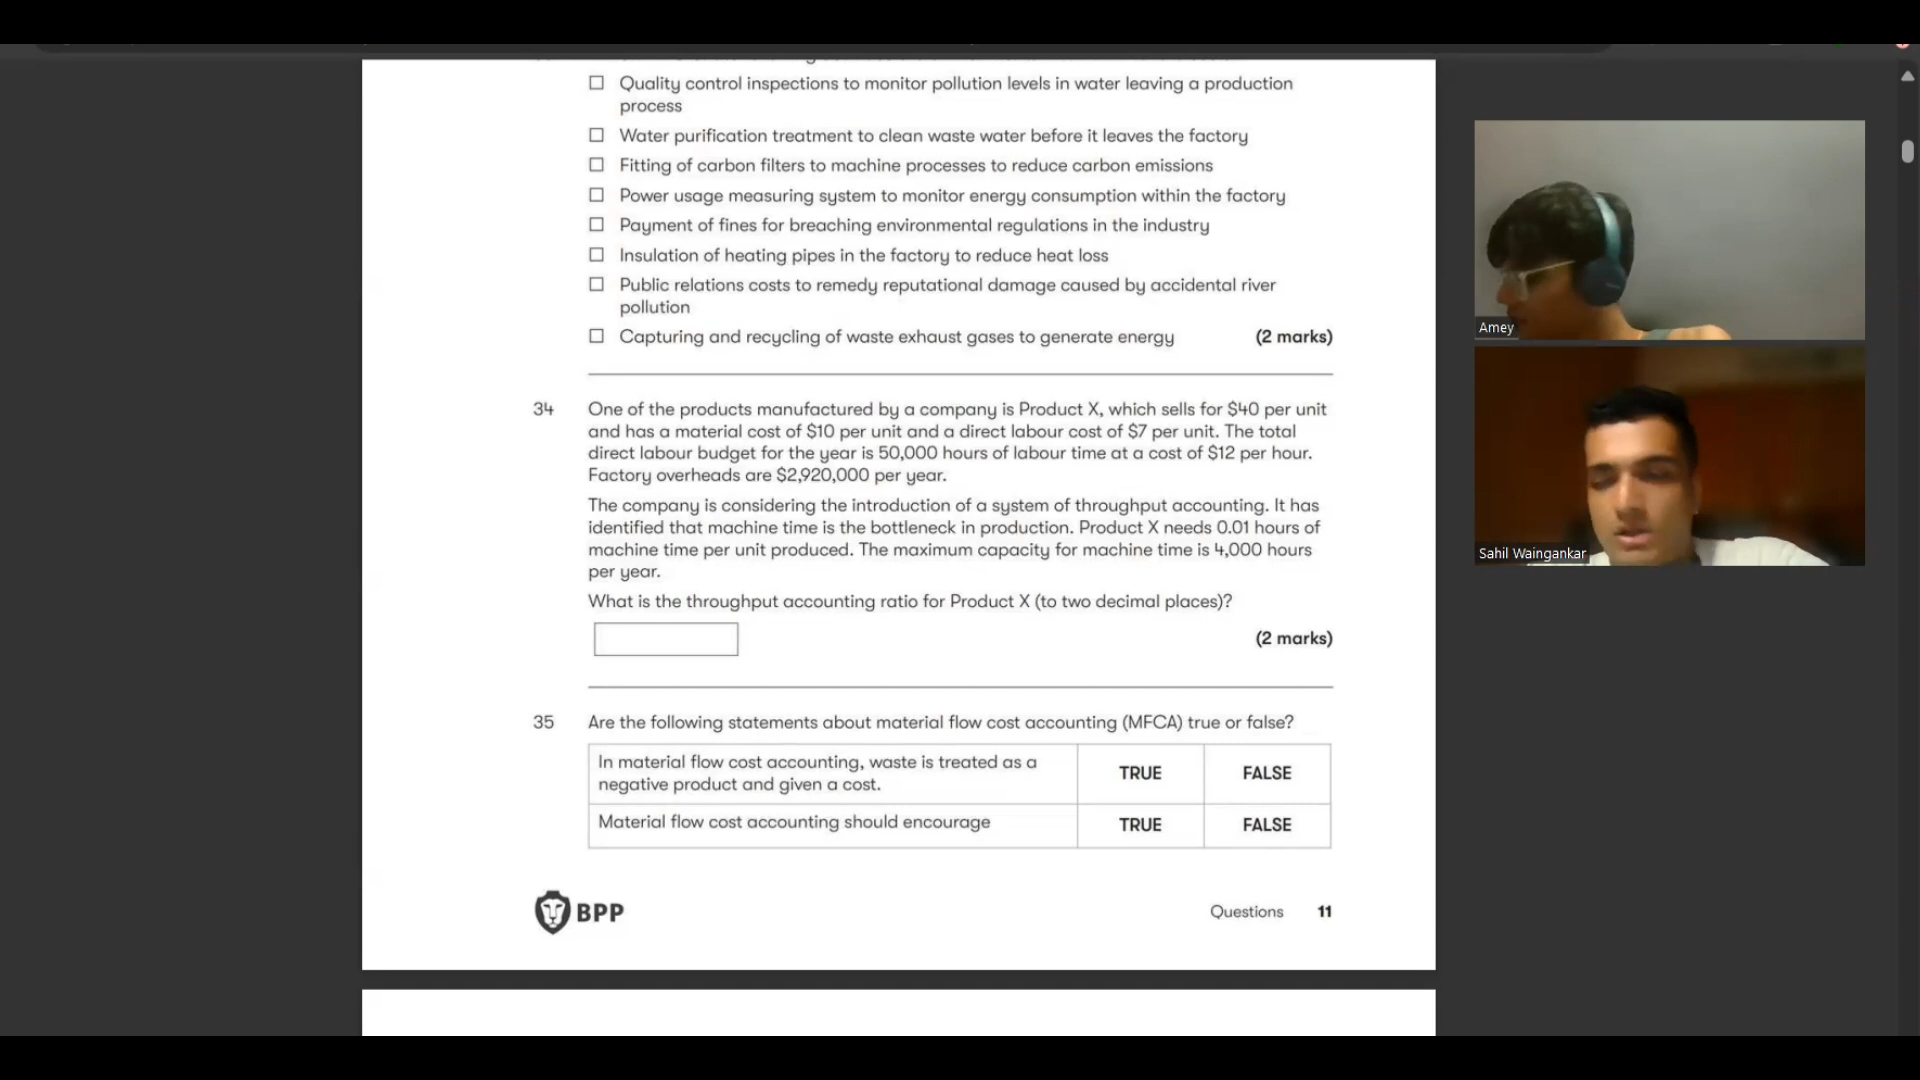 Quality control inspections to monitor pollution levels in water leaving a production
process
Water purification treatment to clean waste water before it leaves the factory
Fitting of carbon filters to machine processes to reduce carbon emissions
Power usage measuring system to monitor energy consumption within the factory
Payment of fines for breaching environmental regulations in the industry
Insulation of heating pipes in the factory to reduce heat loss
Public relations costs to remedy reputational damage caused by accidental river
pollution
Capturing and recycling of waste exhaust gases to generate energy (2 marks)
34 One of the products manufactured by a company is Product X, which sells for $40 per unit
and has a material cost of $10 per unit and a direct labour cost of $7 per unit. The total
direct labour budget for the year is 50,000 hours of labour time at a cost of $12 per hour.
Factory overheads are $2,920,000 per year.
The company is considering the introduction of a system of throughput accounting. It has
identified that machine time is the bottleneck in production. Product X needs 0.01 hours of
machine time per unit produced. The maximum capacity for machine time is 4,000 hours
per year.
What is the throughput accounting ratio for Product X (to two decimal places)?
(2 marks)
35 Are the following statements about material flow cost accounting (MFCA) true or false?
In material flow cost accounting, waste is treated as a
negative product and given a cost.
TRUE FALSE
Material flow cost accounting should encourage TRUE FALSE
BPP
Questions 11
Amey
Sahil Waingankar